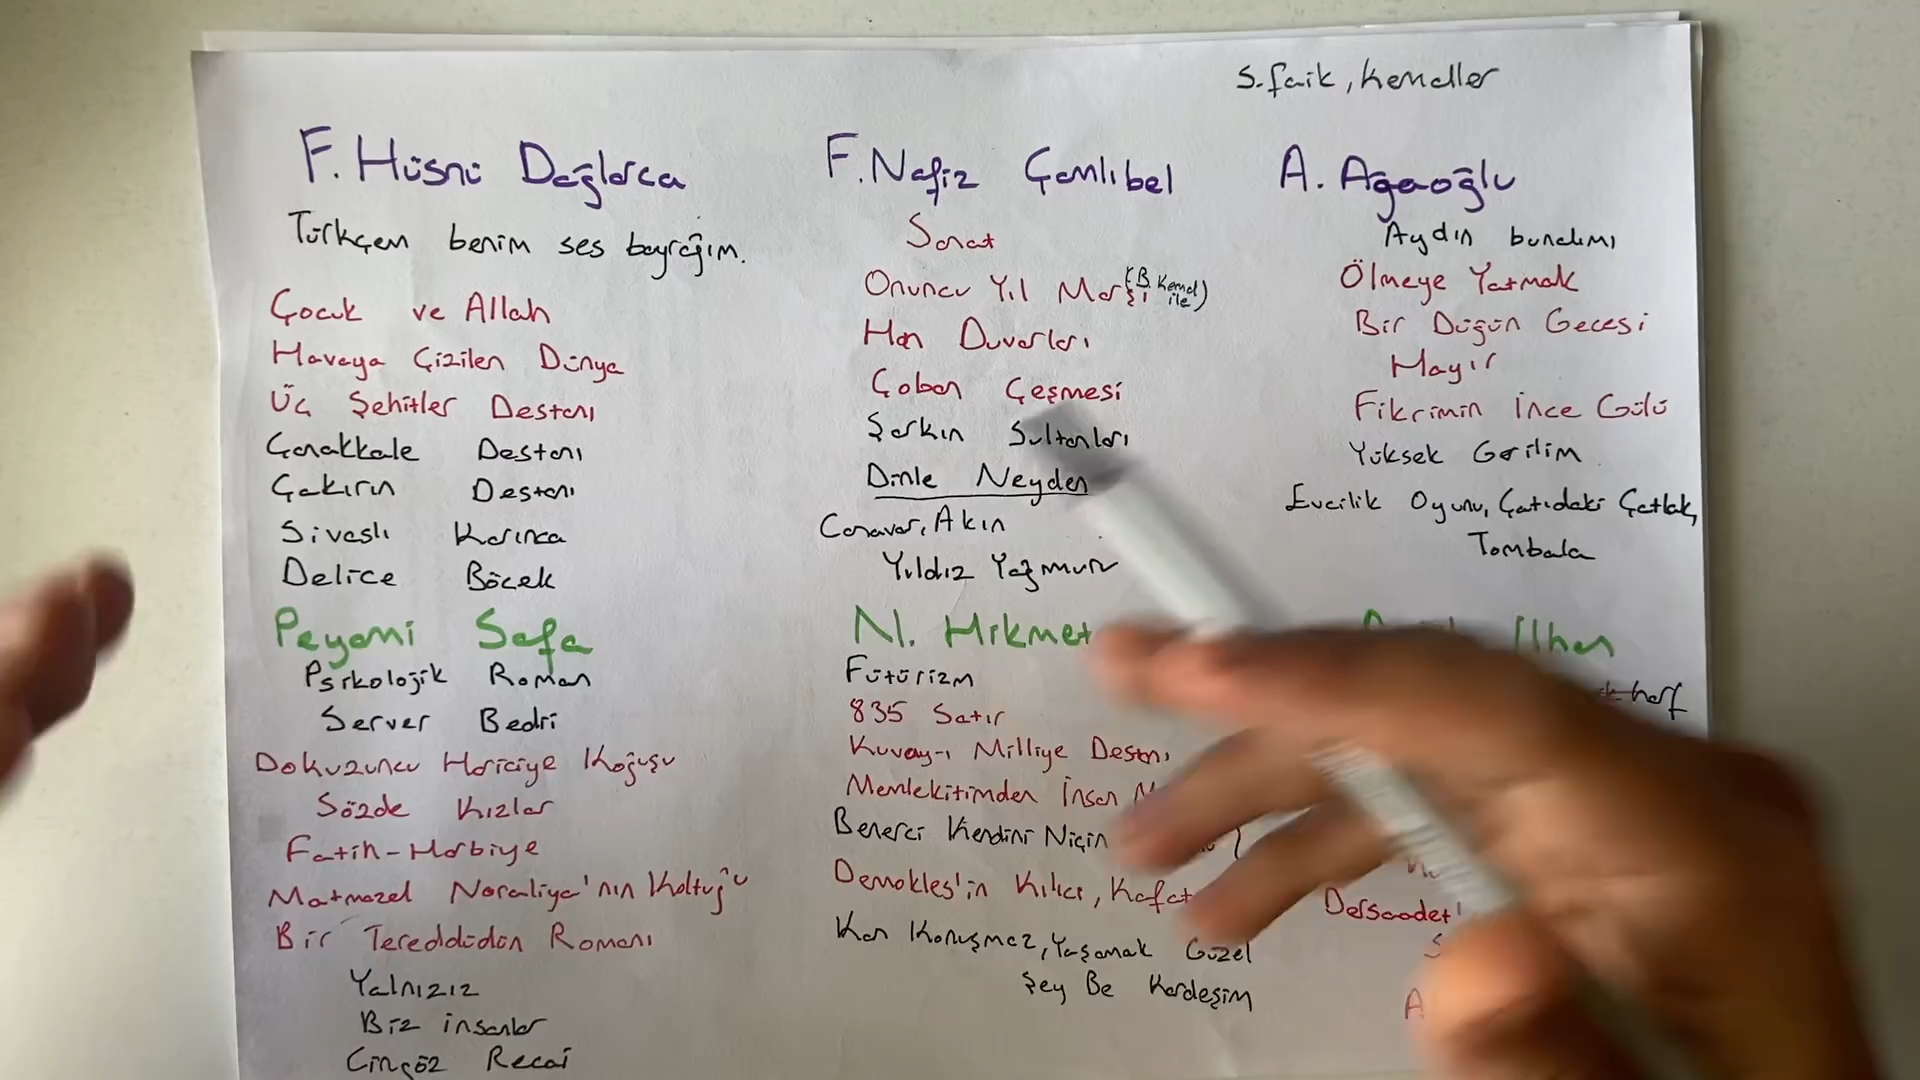 S.faik, Kemaller
F. Hüsnü Dağlarca
Türkçem benim ses bayrağım.
Çocuk ve Allah
Havaya Çizilen Dünya
Üç Şehitler Destanı
Çanakkale Destanı
Çakırın Destanı
Sivaslı Karınca
Delice Böcek
F. Nafiz Çamlıbel
Sanat
Onuncu Yıl Marşı (B. Kemal ile)
Han Duvarları
Çoban Çeşmesi
Şarkın Sultanları
Dinle Neyden
Canavar, Akın
Yıldız Yağmuru
A. Ağaoğlu
Aydın bunalımı
Ölmeye Yatmak
Bir Düğün Gecesi
Hayır
Fikrimin İnce Gülü
Yüksek Gerilim
Evcilik Oyunu, Çatıdaki Çatlak,
Tombala
Peyami Safa
Psikolojik Roman
Server Bedri
Dokuzuncu Hariciye Koğuşu
Sözde Kızlar
Fatih-Harbiye
Matmazel Noraliya'nın Koltuğu
Bir Tereddüdün Romanı
Yalnızız
Biz insanlar
Cingöz Recai
N. Hikmet
Fütürizm
835 Satır
Kuvay-ı Milliye Destanı
Memlekitimden İnsan
Benerci Kendini Niçin
Demokles'in Kılıcı, Kafat
Kan Konuşmaz, Yaşamak Güzel
Şey Be Kardeşim
İlhan
harf
Dersaadet'